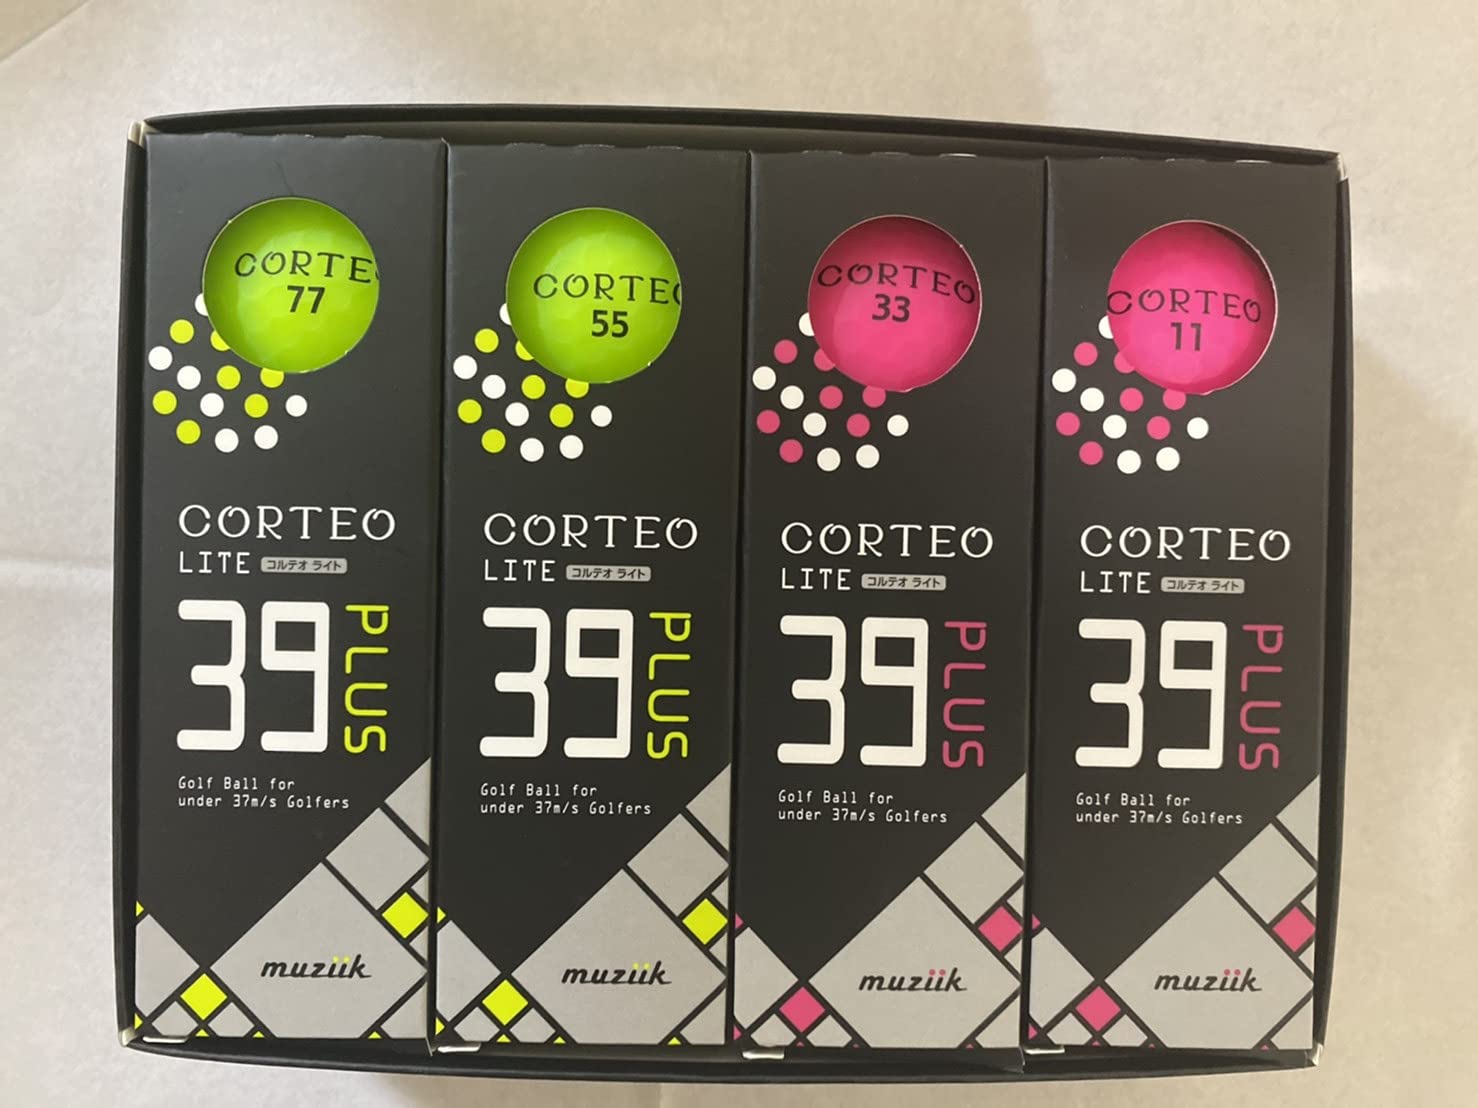 CORTE
77
CORTEO
LITE コルテオ ライト
39 PLUS
Golf Ball for
under 37m/s Golfers
muziik
CORTEO
55
CORTEO
LITE コルテオ ライト
39 PLUS
Golf Ball for
under 37m/s Golfers
muziik
CORTEO
33
CORTEO
LITE コルテオ ライト
39 PLUS
Golf Ball for
under 37m/s Golfers
muziik
CORTEO
11
CORTEO
LITE コルテオ ライト
39 PLUS
Golf Ball for
under 37m/s Golfers
muziik